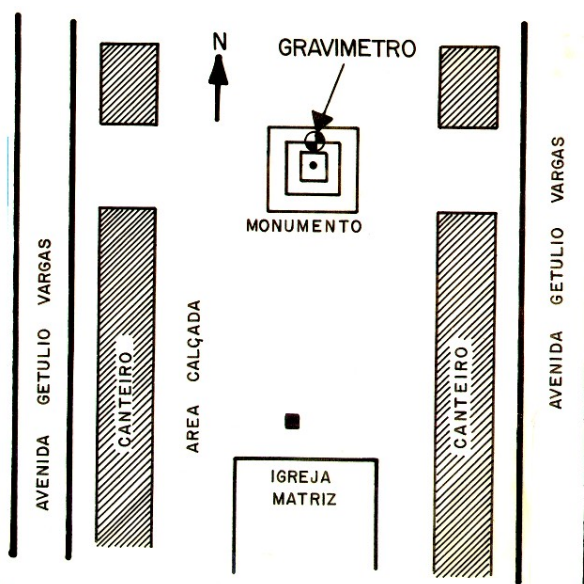 N
GRAVIMETRO
MONUMENTO
AVENIDA GETULIO VARGAS
CANTEIRO
AREA CALÇADA
CANTEIRO
AVENIDA GETULIO VARGAS
IGREJA
MATRIZ